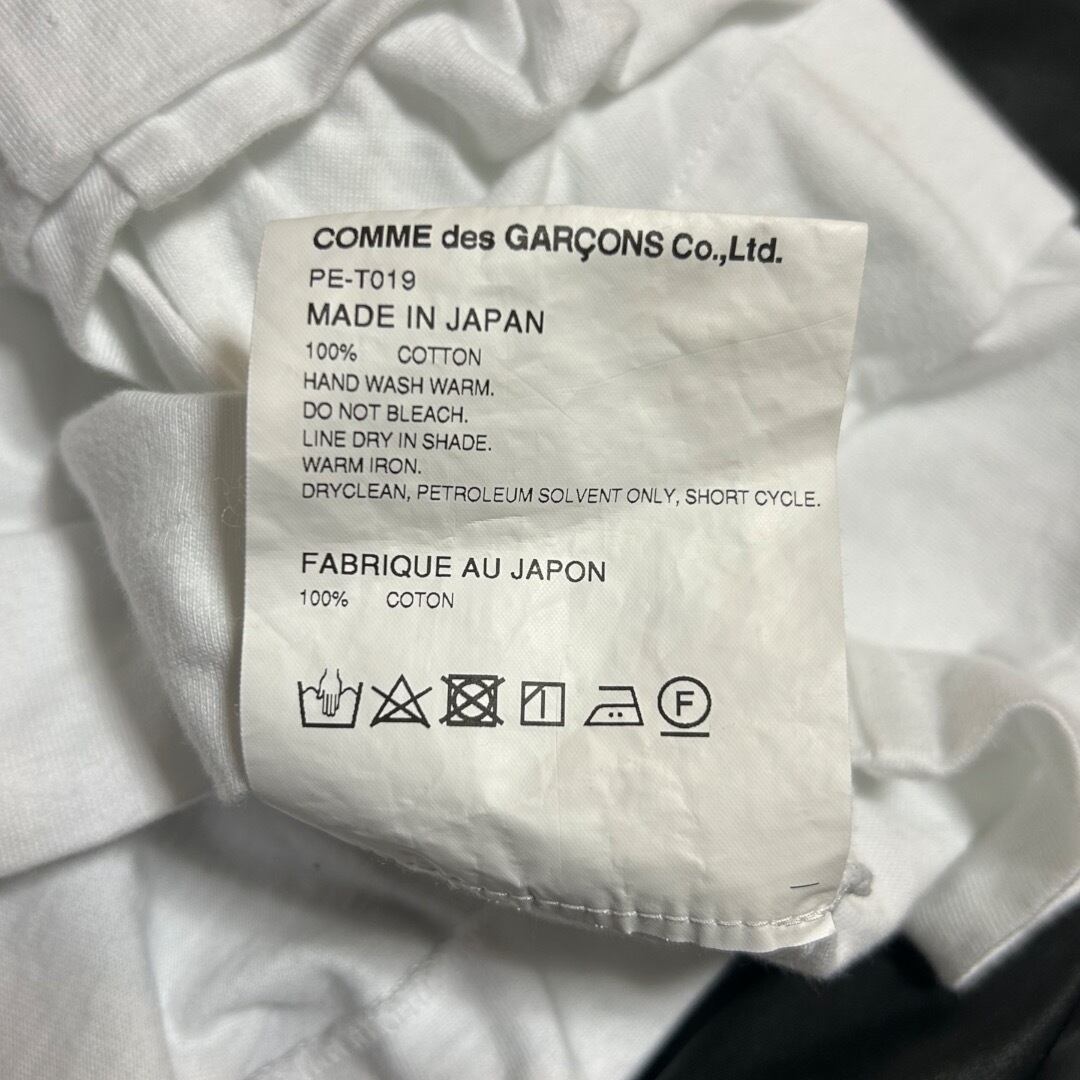 COMME des GARÇONS Co.,Ltd.
PE-T019
MADE IN JAPAN
100% COTTON
HAND WASH WARM.
DO NOT BLEACH.
LINE DRY IN SHADE.
WARM IRON.
DRYCLEAN, PETROLEUM SOLVENT ONLY, SHORT CYCLE.
FABRIQUE AU JAPON
100% COTON
F